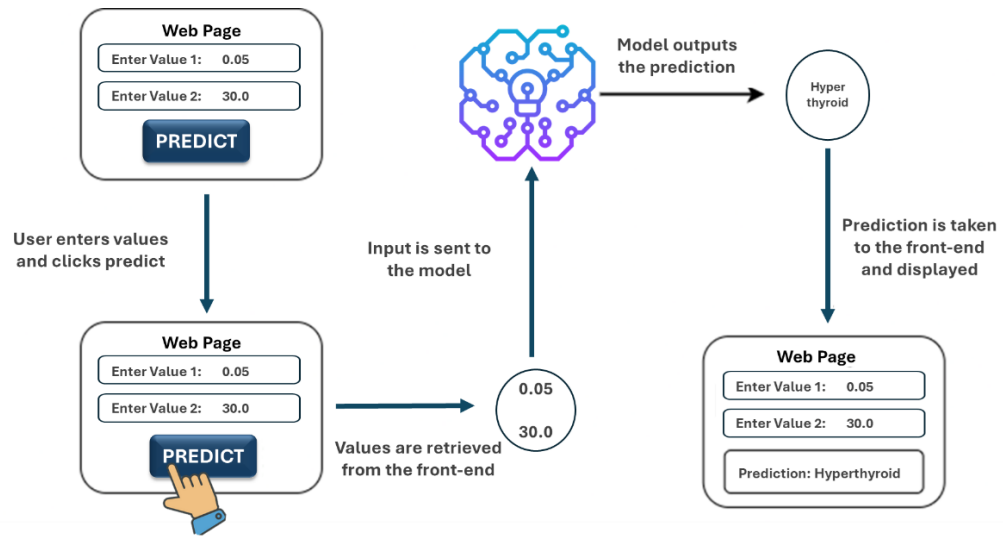 Web Page
Enter Value 1: 0.05
Enter Value 2: 30.0
PREDICT
User enters values
and clicks predict
Web Page
Enter Value 1: 0.05
Enter Value 2: 30.0
PREDICT
Values are retrieved
from the front-end
0.05
30.0
Input is sent to
the model
Model outputs
the prediction
Hyper
thyroid
Prediction is taken
to the front-end
and displayed
Web Page
Enter Value 1: 0.05
Enter Value 2: 30.0
Prediction: Hyperthyroid